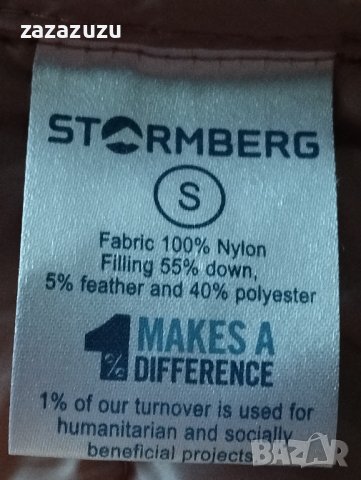 zazazuzu
STORMBERG
S
Fabric 100% Nylon
Filling 55% down,
5% feather and 40% polyester
1% MAKES A
DIFFERENCE
1% of our turnover is used for
humanitarian and socially
beneficial projects
BAZAR